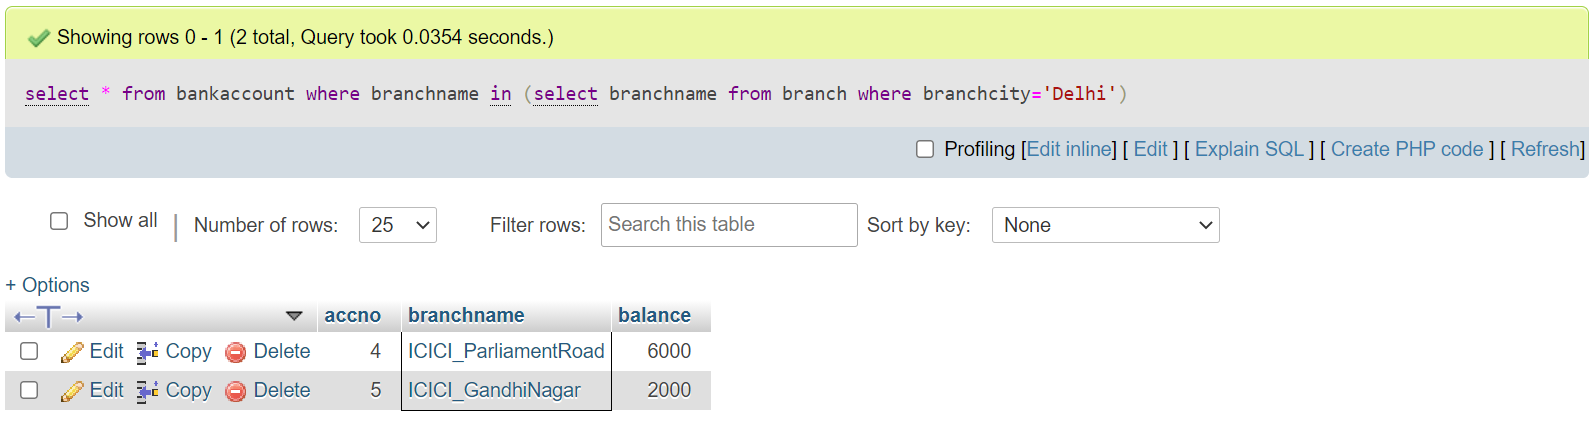 Showing rows 0 - 1 (2 total, Query took 0.0354 seconds.)
select * from bankaccount where branchname in (select branchname from branch where branchcity='Delhi')
Profiling [Edit inline] [ Edit ] [ Explain SQL ] [ Create PHP code ] [ Refresh]
Show all | Number of rows: 25 Filter rows: Search this table Sort by key: None
+ Options
accno branchname balance
Edit Copy Delete 4 ICICI_ParliamentRoad 6000
Edit Copy Delete 5 ICICI_GandhiNagar 2000